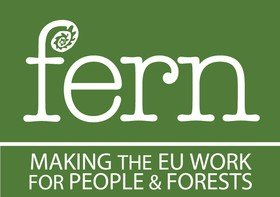 fern
MAKING THE EU WORK
FOR PEOPLE & FORESTS